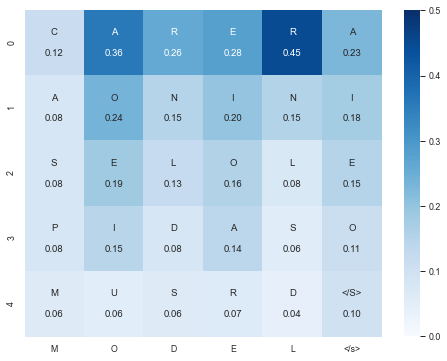 C A R E R A 0.5
0 0.12 0.36 0.26 0.28 0.45 0.23
0.4
A O N I N I
1 0.08 0.24 0.15 0.20 0.15 0.18
0.3
S E L O L E
2 0.08 0.19 0.13 0.16 0.08 0.15
0.2
P I D A S O
3 0.08 0.15 0.08 0.14 0.06 0.11
0.1
M U S R D </S>
4 0.06 0.06 0.06 0.07 0.04 0.10
0.0
M O D E L </s>